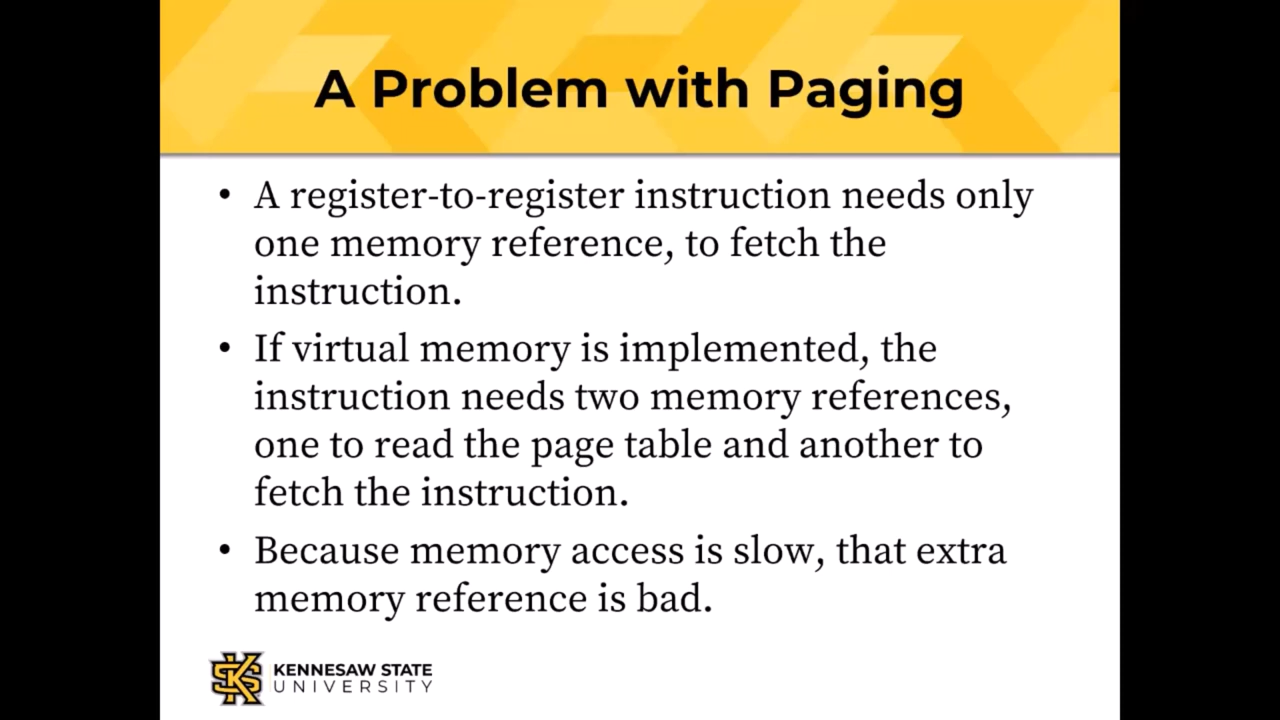 A Problem with Paging
• A register-to-register instruction needs only
one memory reference, to fetch the
instruction.
• If virtual memory is implemented, the
instruction needs two memory references,
one to read the page table and another to
fetch the instruction.
• Because memory access is slow, that extra
memory reference is bad.
KENNESAW STATE
UNIVERSITY